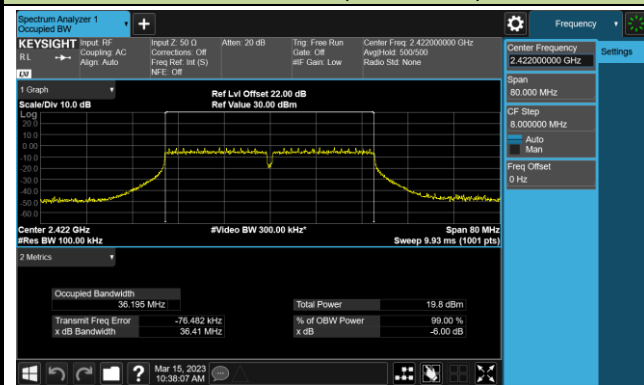 Spectrum Analyzer 1
Occupied BW
+
Frequency
KEYSIGHT
RL
LXI
Input: RF
Coupling: AC
Align: Auto
Input Z: 50 Ω
Corrections: Off
Freq Ref: Int (S)
NFE: Off
Atten: 20 dB
Trig: Free Run
Gate: Off
#IF Gain: Low
Center Freq: 2.422000000 GHz
Avg|Hold: 500/500
Radio Std: None
Center Frequency
2.422000000 GHz
Settings
Span
80.000 MHz
CF Step
8.000000 MHz
Auto
Man
Freq Offset
0 Hz
1 Graph
Scale/Div 10.0 dB
Ref Lvl Offset 22.00 dB
Ref Value 30.00 dBm
Log
20.0
10.0
0.00
-10.0
-20.0
-30.0
-40.0
-50.0
-60.0
Center 2.422 GHz
#Res BW 100.00 kHz
#Video BW 300.00 kHz*
Span 80 MHz
Sweep 9.93 ms (1001 pts)
2 Metrics
Occupied Bandwidth
36.195 MHz
Total Power 19.8 dBm
Transmit Freq Error -76.482 kHz
% of OBW Power 99.00 %
x dB Bandwidth 36.41 MHz
x dB -6.00 dB
?
Mar 15, 2023
10:38:07 AM